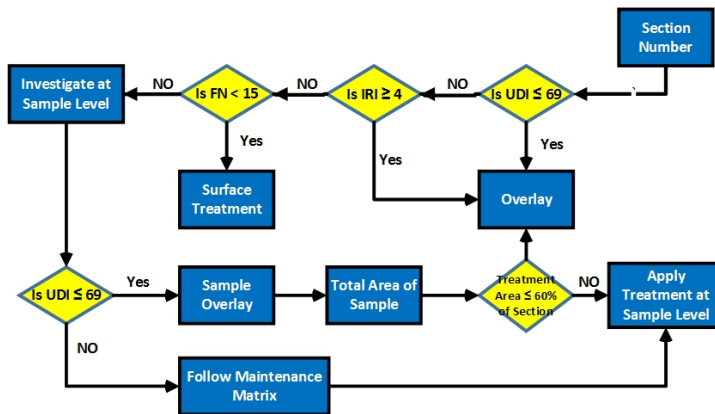 Section
Number
Is UDI ≤ 69
NO
Is IRI ≥ 4
NO
Is FN < 15
NO
Investigate at
Sample Level
Yes
Yes
Yes
Surface
Treatment
Overlay
Is UDI ≤ 69
Yes
Sample
Overlay
Total Area of
Sample
Treatment
Area ≤ 60%
of Section
NO
Apply
Treatment at
Sample Level
NO
Follow Maintenance
Matrix